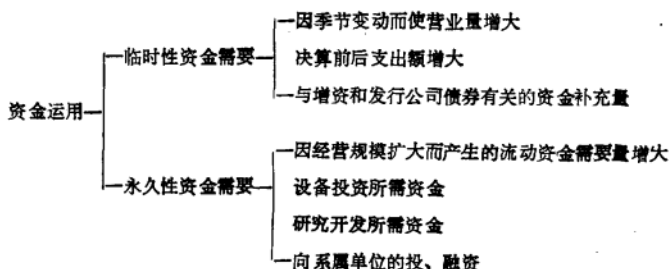 因季节变动而使营业量增大
临时性资金需要
决算前后支出额增大
与增资和发行公司债券有关的资金补充量
资金运用
因经营规模扩大而产生的流动资金需要量增大
永久性资金需要
设备投资所需资金
研究开发所需资金
向系属单位的投、融资